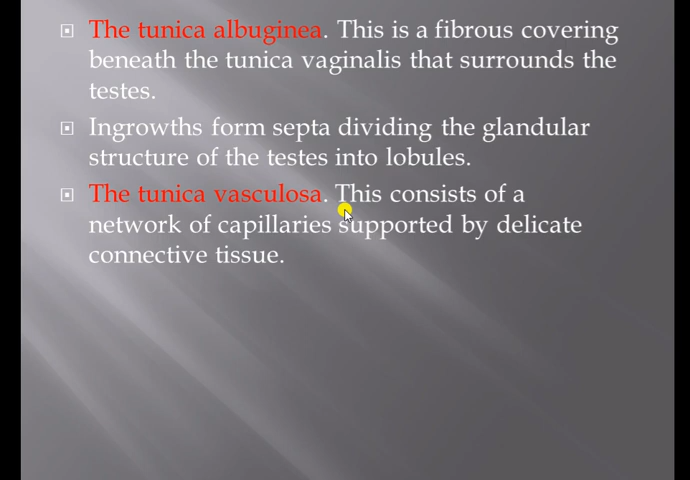 The tunica albuginea. This is a fibrous covering
beneath the tunica vaginalis that surrounds the
testes.
Ingrowths form septa dividing the glandular
structure of the testes into lobules.
The tunica vasculosa. This consists of a
network of capillaries supported by delicate
connective tissue.